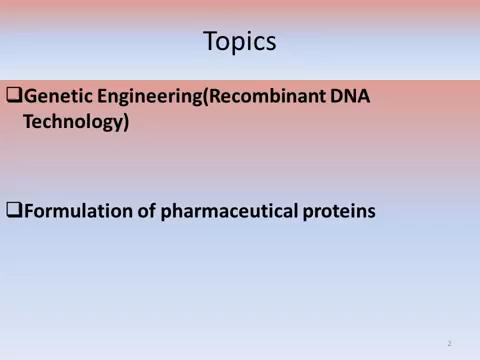 Topics
❑Genetic Engineering(Recombinant DNA
Technology)
❑Formulation of pharmaceutical proteins
2